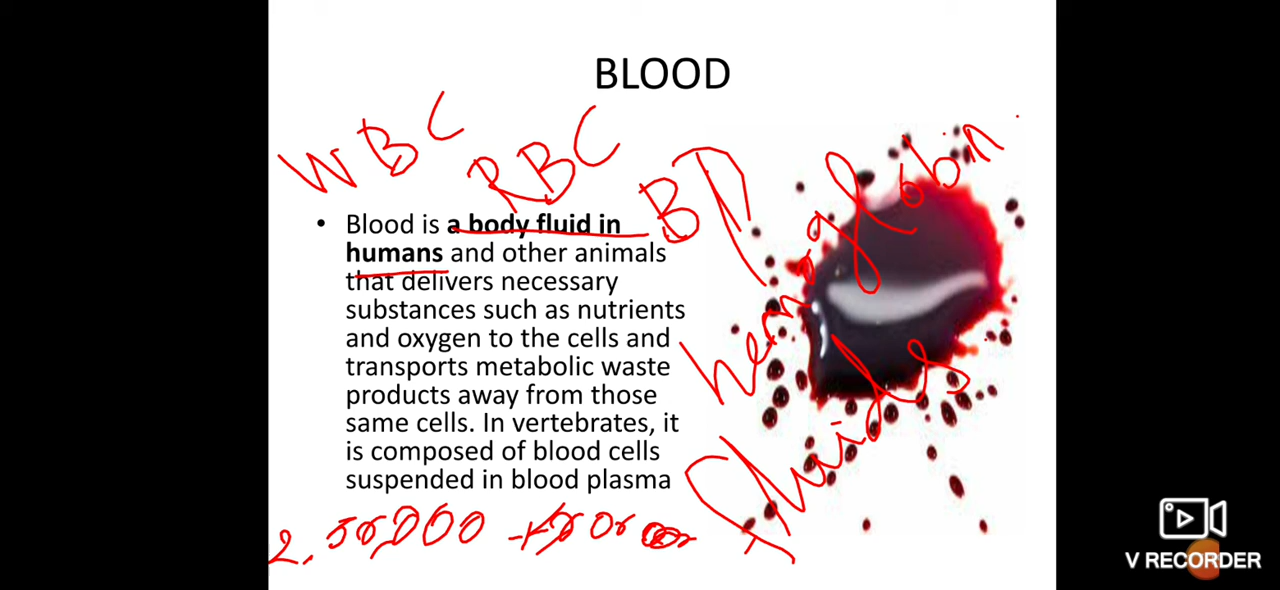 BLOOD
WBC
RBC
BP
hemoglobin
• Blood is a body fluid in
humans and other animals
that delivers necessary
substances such as nutrients
and oxygen to the cells and
transports metabolic waste
products away from those
same cells. In vertebrates, it
is composed of blood cells
suspended in blood plasma
fluids
V RECORDER